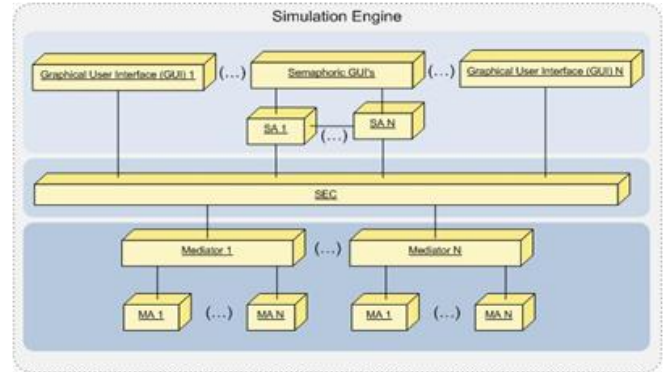 Simulation Engine
Graphical User Interface (GUI) 1 (...) Semaphoric GUI's (...) Graphical User Interface (GUI) N
SA 1 (...) SA N
SEC
Mediator 1 (...) Mediator N
MA 1 (...) MA N MA 1 (...) MA N